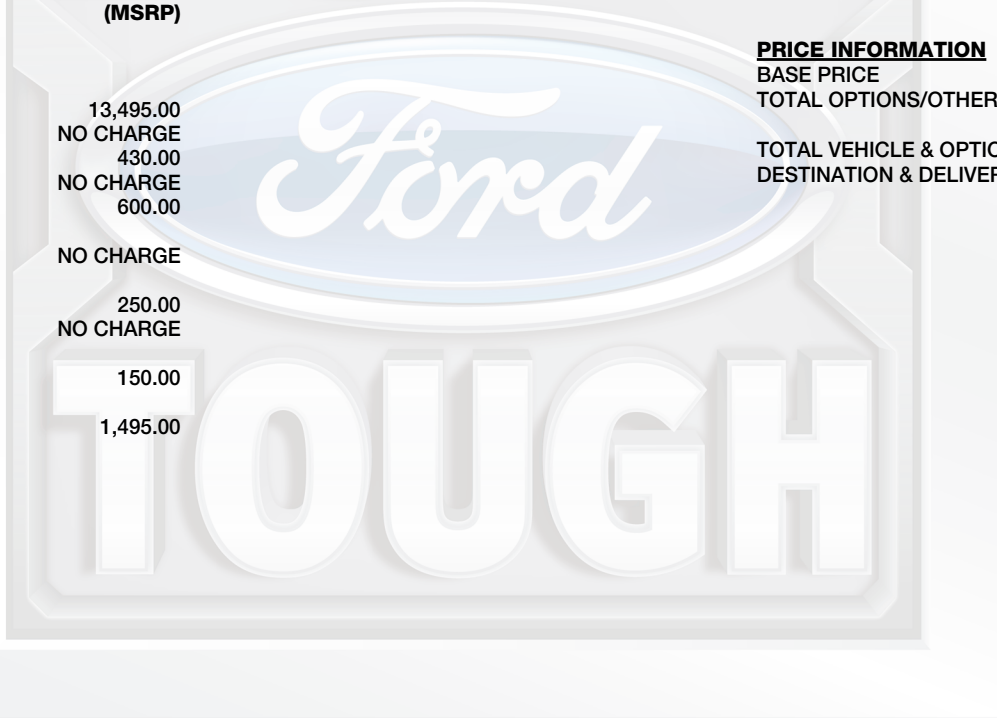 (MSRP)
13,495.00
NO CHARGE
430.00
NO CHARGE
600.00
NO CHARGE
250.00
NO CHARGE
150.00
1,495.00
PRICE INFORMATION
BASE PRICE
TOTAL OPTIONS/OTHER
TOTAL VEHICLE & OPTIO
DESTINATION & DELIVER
Ford
TOUGH